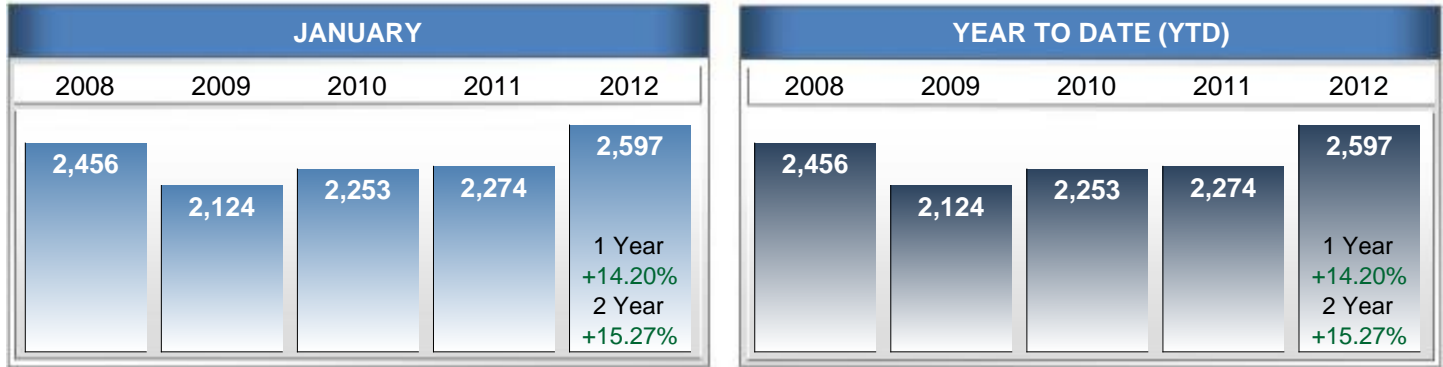 JANUARY
2008 2009 2010 2011 2012
2,456 2,124 2,253 2,274 2,597
1 Year
+14.20%
2 Year
+15.27%
YEAR TO DATE (YTD)
2008 2009 2010 2011 2012
2,456 2,124 2,253 2,274 2,597
1 Year
+14.20%
2 Year
+15.27%